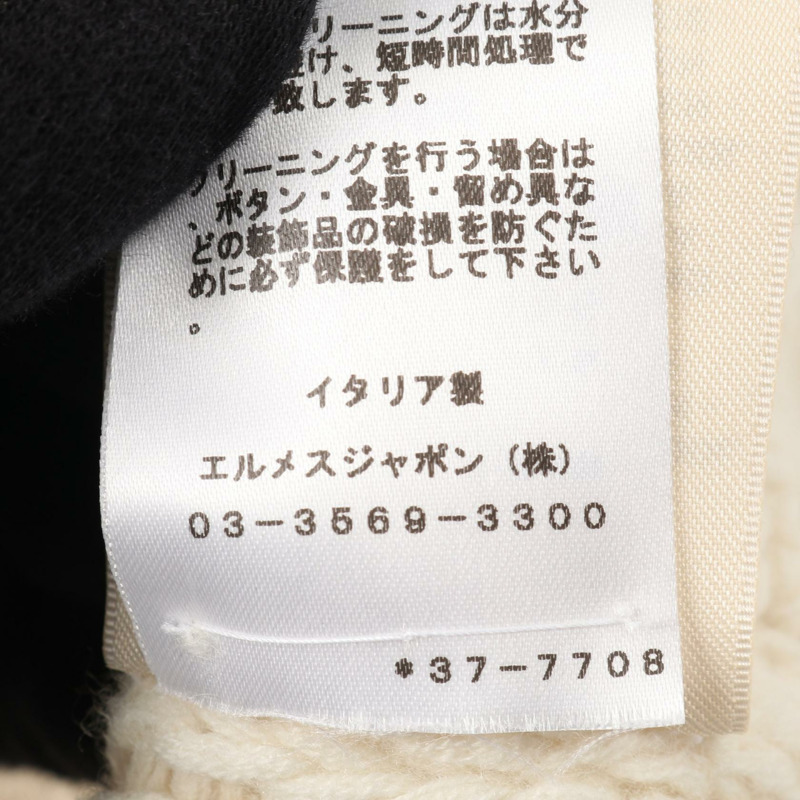 リーニングは水分
け、短時間処理で
致します。
クリーニングを行う場合は
、ボタン・金具・留め具な
どの装飾品の破損を防ぐた
めに必ず保護をして下さい
。
イタリア製
エルメスジャポン（株）
03-3569-3300
*37-7708